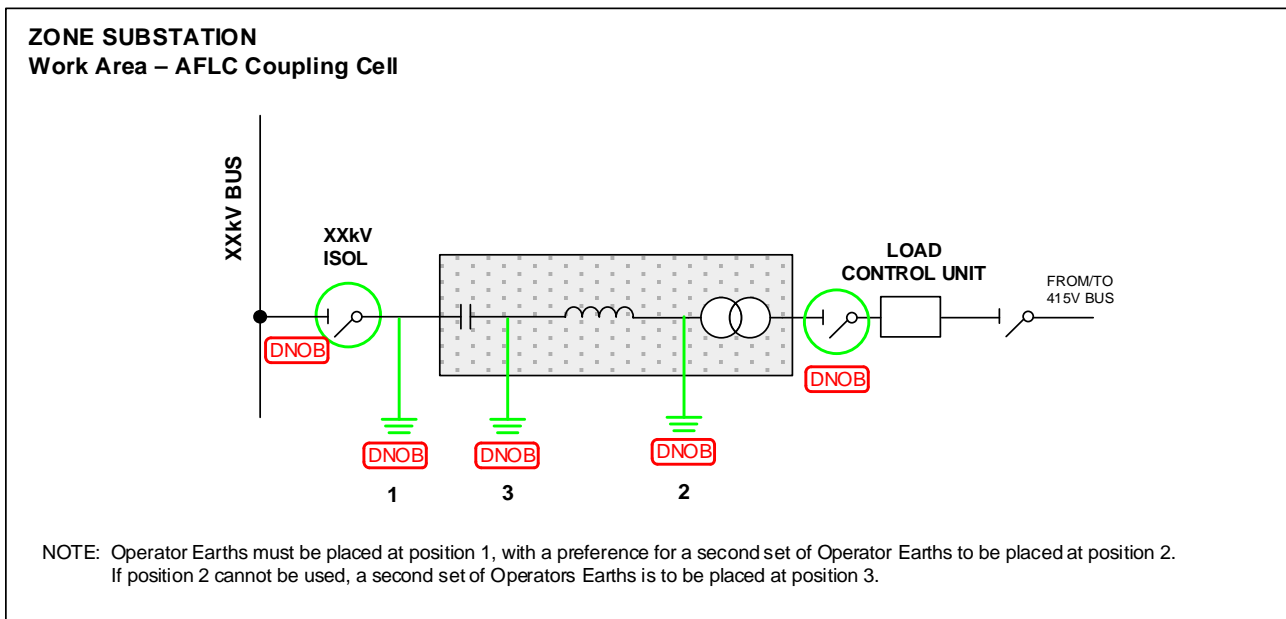 ZONE SUBSTATION
Work Area – AFLC Coupling Cell
XXkV BUS
XXkV
ISOL
LOAD
CONTROL UNIT
FROM/TO
415V BUS
DNOB
DNOB
DNOB
DNOB
DNOB
1
3
2
NOTE: Operator Earths must be placed at position 1, with a preference for a second set of Operator Earths to be placed at position 2.
If position 2 cannot be used, a second set of Operators Earths is to be placed at position 3.